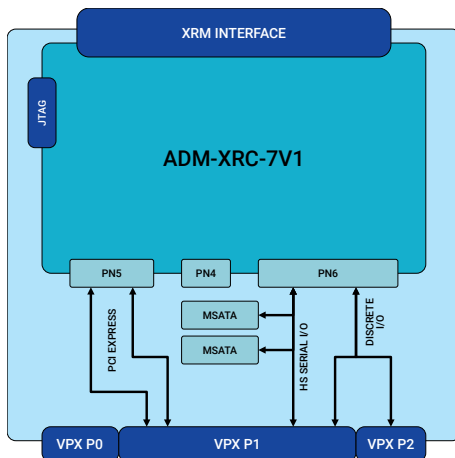 XRM INTERFACE
JTAG
ADM-XRC-7V1
PN5
PN4
PN6
PCI EXPRESS
MSATA
MSATA
HS SERIAL I/O
DISCRETE
I/O
VPX P0
VPX P1
VPX P2